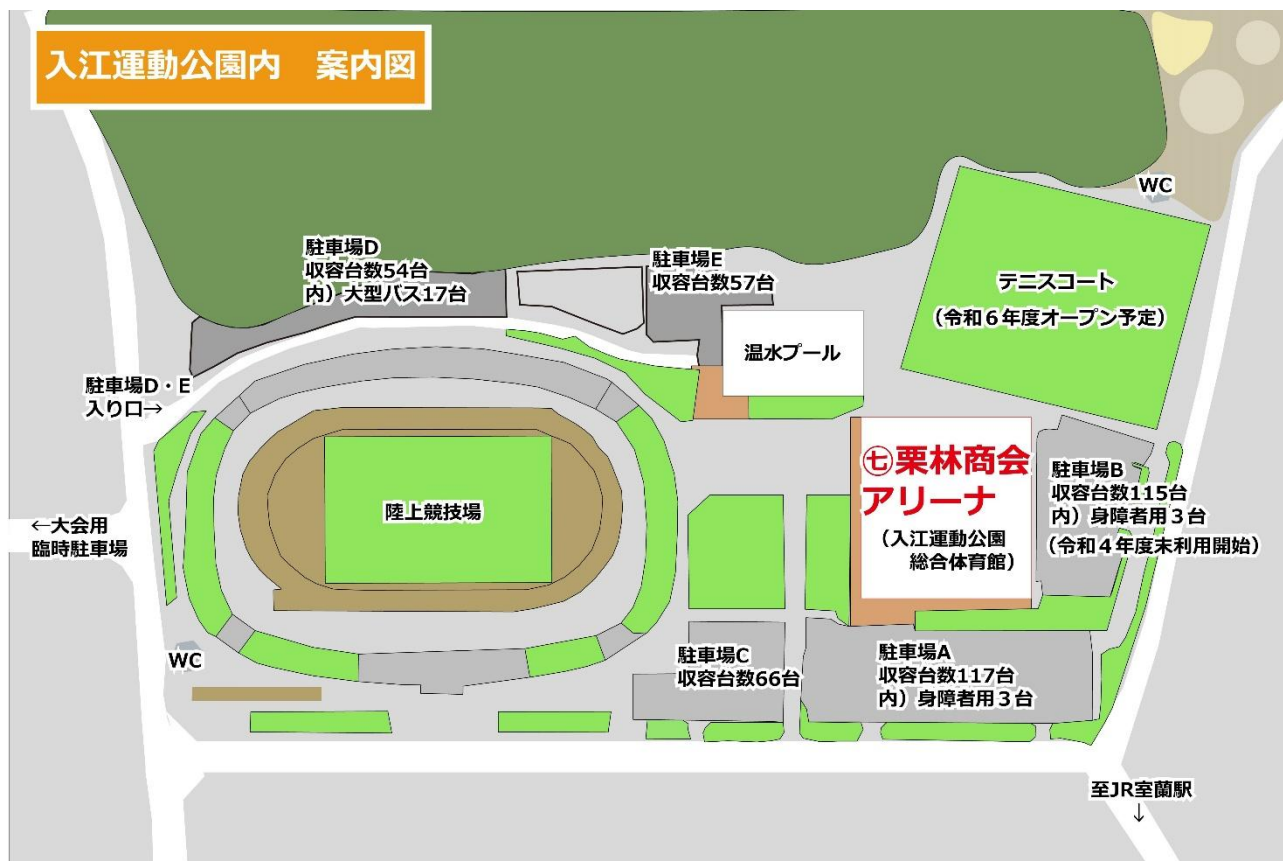 入江運動公園内　案内図
WC
駐車場D
収容台数54台
内）大型バス17台
駐車場E
収容台数57台
テニスコート
（令和６年度オープン予定）
温水プール
駐車場D・E
入り口→
㊆栗林商会
アリーナ
（入江運動公園
総合体育館）
駐車場B
収容台数115台
内）身障者用３台
（令和４年度末利用開始）
陸上競技場
←大会用
臨時駐車場
WC
駐車場C
収容台数66台
駐車場A
収容台数117台
内）身障者用３台
至JR室蘭駅
↓